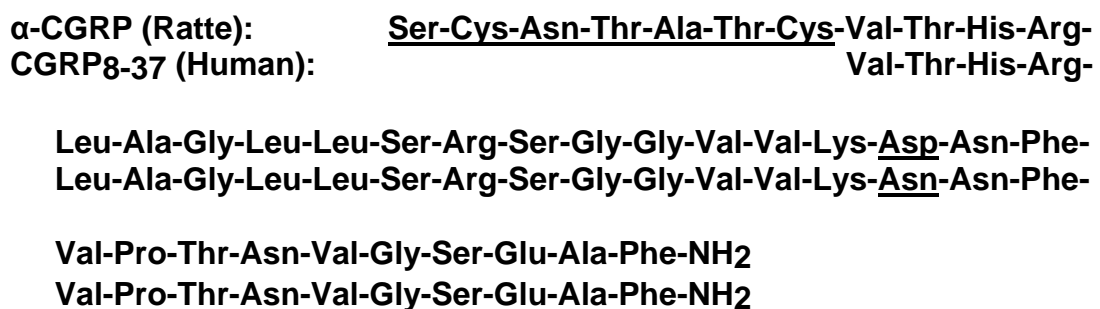 α-CGRP (Ratte): Ser-Cys-Asn-Thr-Ala-Thr-Cys-Val-Thr-His-Arg-
CGRP8-37 (Human): Val-Thr-His-Arg-
Leu-Ala-Gly-Leu-Leu-Ser-Arg-Ser-Gly-Gly-Val-Val-Lys-Asp-Asn-Phe-
Leu-Ala-Gly-Leu-Leu-Ser-Arg-Ser-Gly-Gly-Val-Val-Lys-Asn-Asn-Phe-
Val-Pro-Thr-Asn-Val-Gly-Ser-Glu-Ala-Phe-NH2
Val-Pro-Thr-Asn-Val-Gly-Ser-Glu-Ala-Phe-NH2